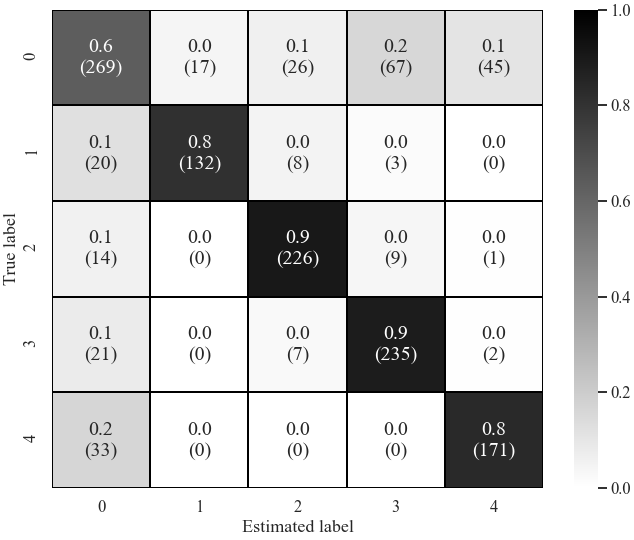 0.6 0.0 0.1 0.2 0.1
(269) (17) (26) (67) (45)
0.1 0.8 0.0 0.0 0.0
(20) (132) (8) (3) (0)
0.1 0.0 0.9 0.0 0.0
(14) (0) (226) (9) (1)
0.1 0.0 0.0 0.9 0.0
(21) (0) (7) (235) (2)
0.2 0.0 0.0 0.0 0.8
(33) (0) (0) (0) (171)
0
1
2
3
4
True label
0 1 2 3 4
Estimated label
1.0
0.8
0.6
0.4
0.2
0.0